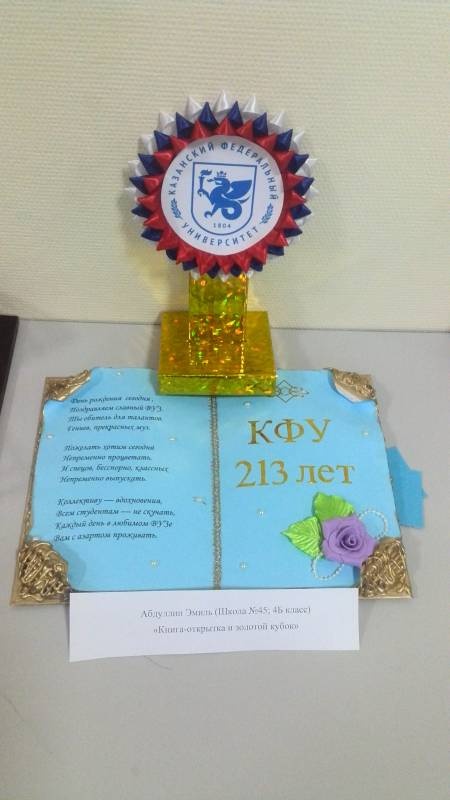 КАЗАНСКИЙ ФЕДЕРАЛЬНЫЙ
УНИВЕРСИТЕТ
1804
День рождения сегодня,
Поздравляем славный ВУЗ.
Ты обитель для талантов,
Гениев, прекрасных муз.
Пожелать хотим сегодня
Непременно процветать,
И спецов, бесспорно, классных
Непременно выпускать.
Коллективу — вдохновения,
Всем студентам — не скучать,
Каждый день в любимом ВУЗе
Вам с азартом проживать.
КФУ
213 лет
Абдуллин Эмиль (Школа №45; 4Б класс)
«Книга-открытка и золотой кубок»